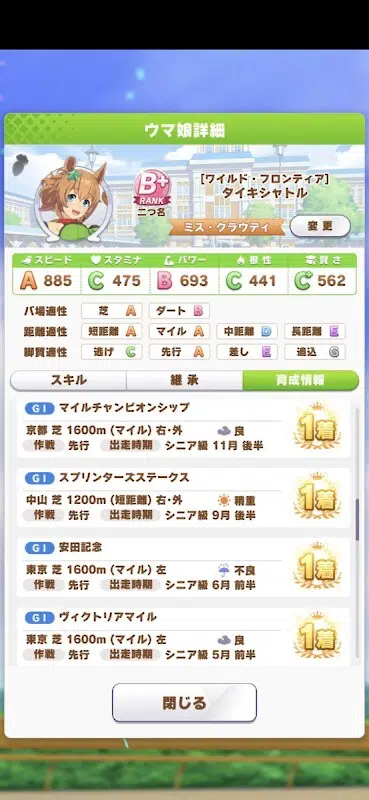 ウマ娘詳細
B+
RANK
二つ名
[ワイルド・フロンティア]
タイキシャトル
ミス・クラウディ
変更
スピード スタミナ パワー 根性 賢さ
A 885 C 475 B 693 C 441 C+ 562
バ場適性 芝 A ダート B
距離適性 短距離 A マイル A 中距離 D 長距離 E
脚質適性 逃げ C 先行 A 差し E 追込 G
スキル 継承 育成情報
GI マイルチャンピオンシップ
京都 芝 1600m (マイル) 右・外 良
作戦 先行 出走時期 シニア級 11月 後半
1着
GI スプリンターズステークス
中山 芝 1200m (短距離) 右・外 稍重
作戦 先行 出走時期 シニア級 9月 後半
1着
GI 安田記念
東京 芝 1600m (マイル) 左 不良
作戦 先行 出走時期 シニア級 6月 前半
1着
GI ヴィクトリアマイル
東京 芝 1600m (マイル) 左 良
作戦 先行 出走時期 シニア級 5月 前半
1着
閉じる